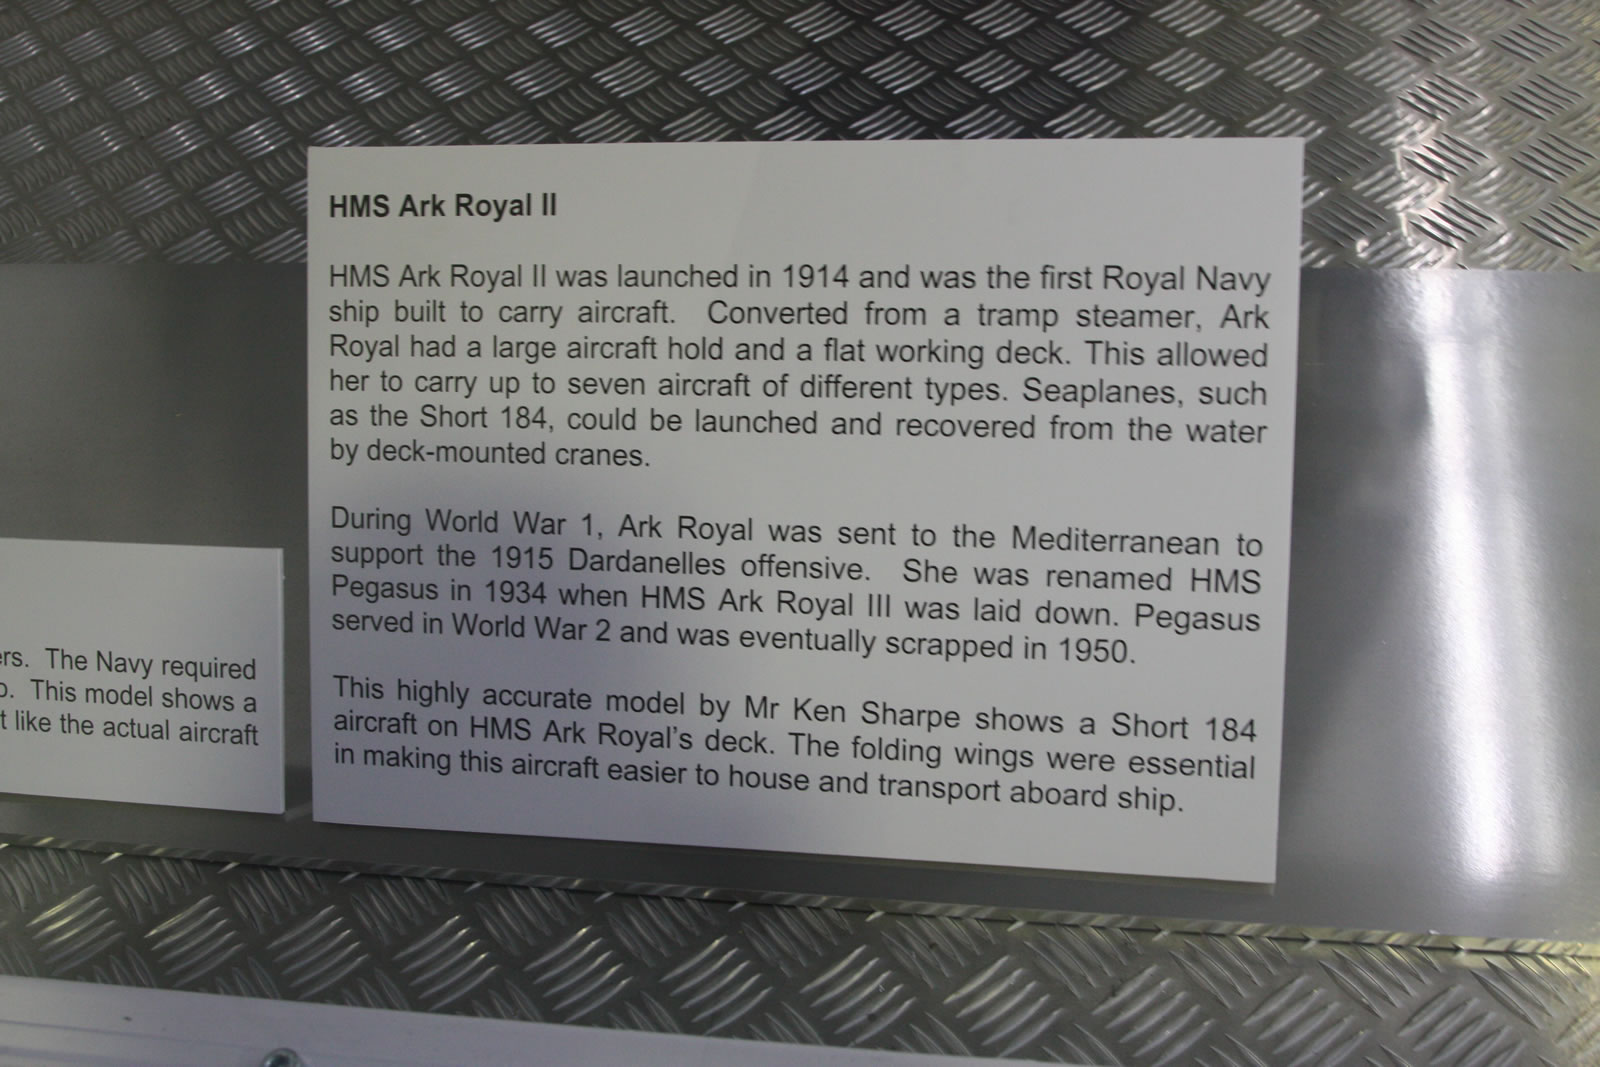 HMS Ark Royal II
HMS Ark Royal II was launched in 1914 and was the first Royal Navy
ship built to carry aircraft. Converted from a tramp steamer, Ark
Royal had a large aircraft hold and a flat working deck. This allowed
her to carry up to seven aircraft of different types. Seaplanes, such
as the Short 184, could be launched and recovered from the water
by deck-mounted cranes.
During World War 1, Ark Royal was sent to the Mediterranean to
support the 1915 Dardanelles offensive. She was renamed HMS
Pegasus in 1934 when HMS Ark Royal III was laid down. Pegasus
served in World War 2 and was eventually scrapped in 1950.
This highly accurate model by Mr Ken Sharpe shows a Short 184
aircraft on HMS Ark Royal's deck. The folding wings were essential
in making this aircraft easier to house and transport aboard ship.
The Navy required
This model shows a
like the actual aircraft